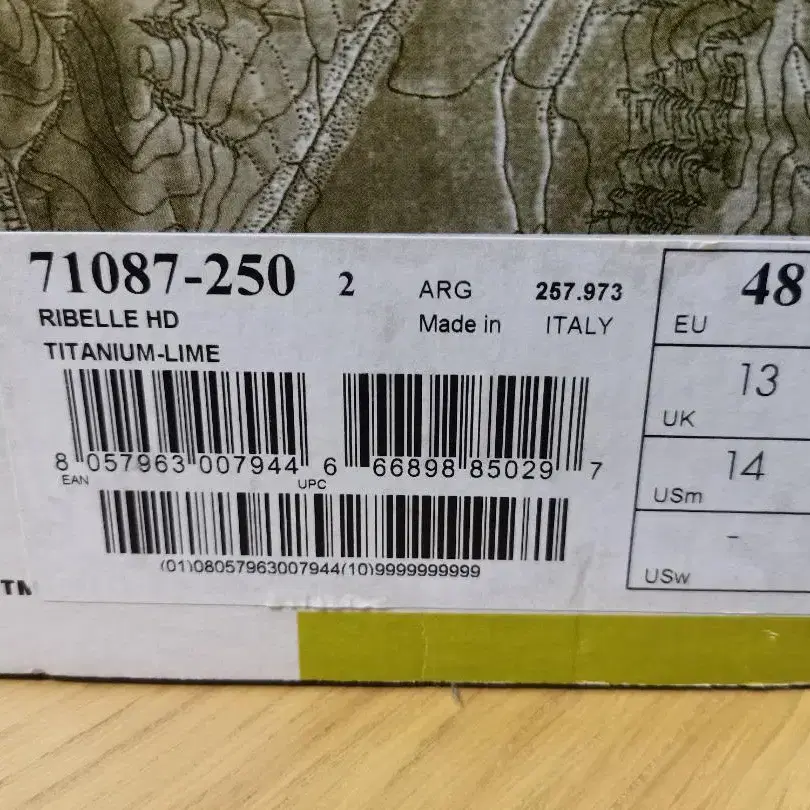 71087-250 2 ARG 257.973
RIBELLE HD Made in ITALY
TITANIUM-LIME
8 057963 007944
EAN
6 66898 85029 7
UPC
(01)08057963007944(10)9999999999
EU 48
UK 13
USm 14
USw -
TM